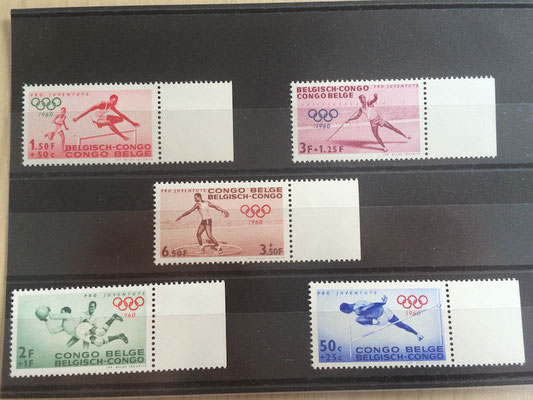 PRO JUVENTUTE
1960
1.50F
+50c
BELGISCH-CONGO
CONGO BELGE
BELGISCH-CONGO
CONGO BELGE
PRO JUVENTUTE
1960
3F+1.25F
PRO JUVENTUTE
CONGO BELGE
BELGISCH-CONGO
1960
6.50F
+
3.50F
PRO JUVENTUTE
1960
2F
+1F
CONGO BELGE
BELGISCH-CONGO
PRO JUVENTUTE
1960
50c
+25c
CONGO BELGE
BELGISCH-CONGO